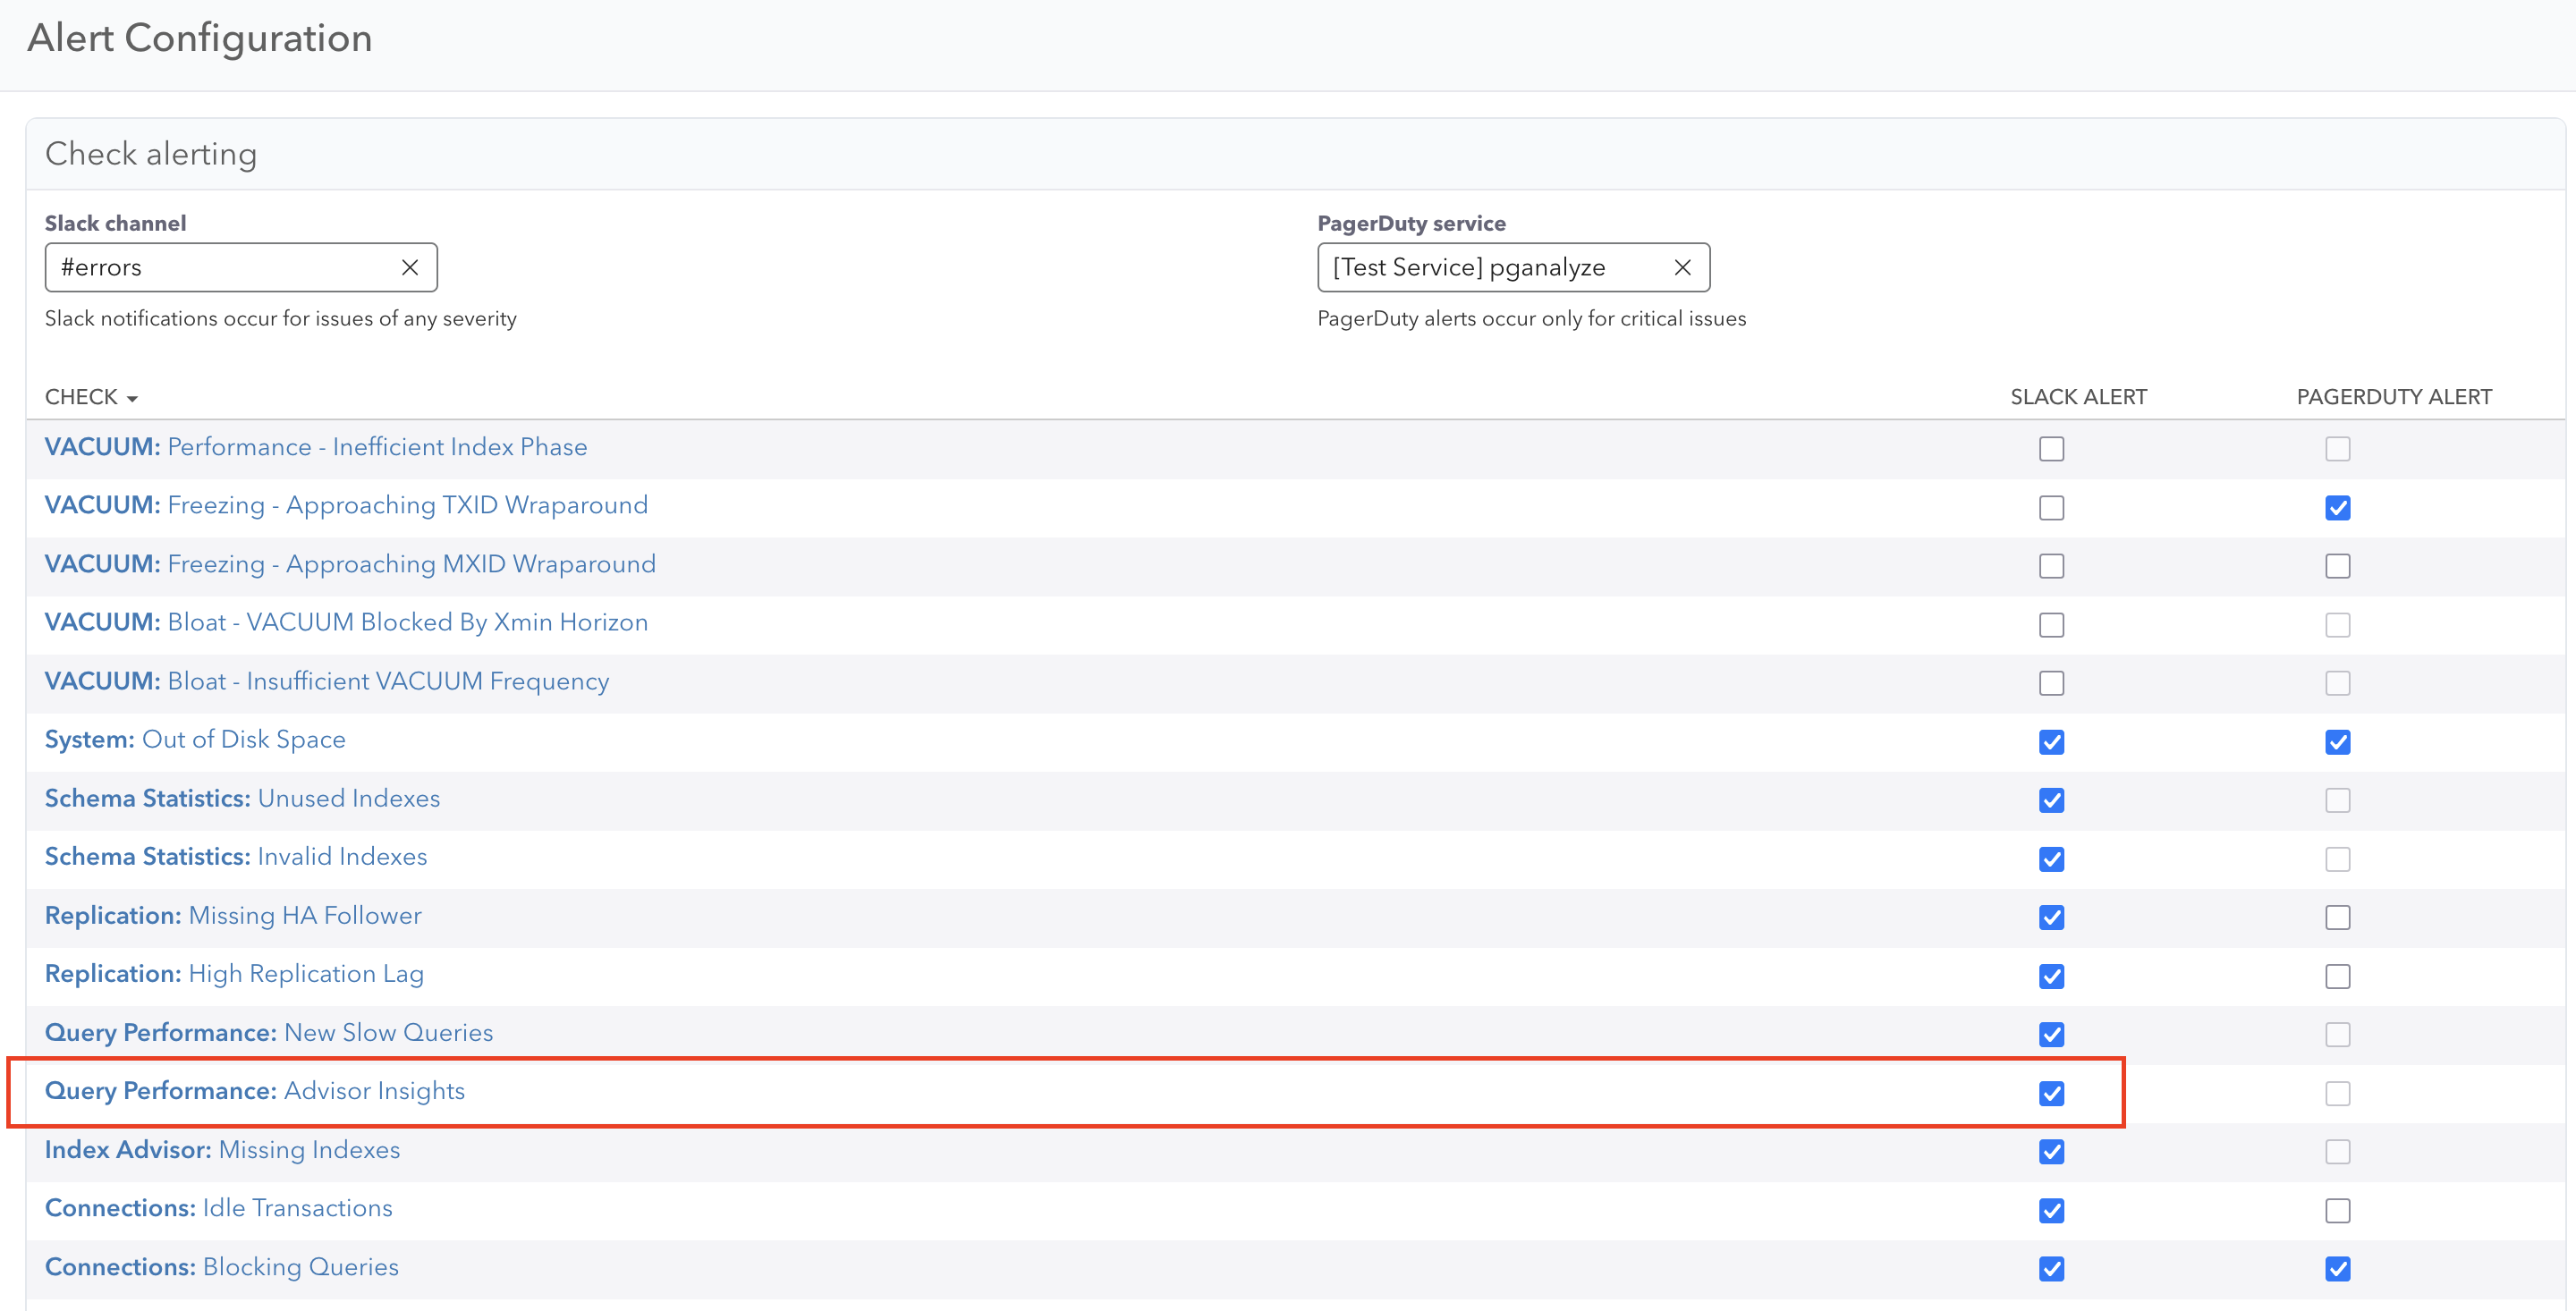 Alert Configuration
Check alerting
Slack channel
PagerDuty service
#errors
[Test Service] pganalyze
Slack notifications occur for issues of any severity
PagerDuty alerts occur only for critical issues
CHECK SLACK ALERT PAGERDUTY ALERT
VACUUM: Performance - Inefficient Index Phase
VACUUM: Freezing - Approaching TXID Wraparound
VACUUM: Freezing - Approaching MXID Wraparound
VACUUM: Bloat - VACUUM Blocked By Xmin Horizon
VACUUM: Bloat - Insufficient VACUUM Frequency
System: Out of Disk Space
Schema Statistics: Unused Indexes
Schema Statistics: Invalid Indexes
Replication: Missing HA Follower
Replication: High Replication Lag
Query Performance: New Slow Queries
Query Performance: Advisor Insights
Index Advisor: Missing Indexes
Connections: Idle Transactions
Connections: Blocking Queries